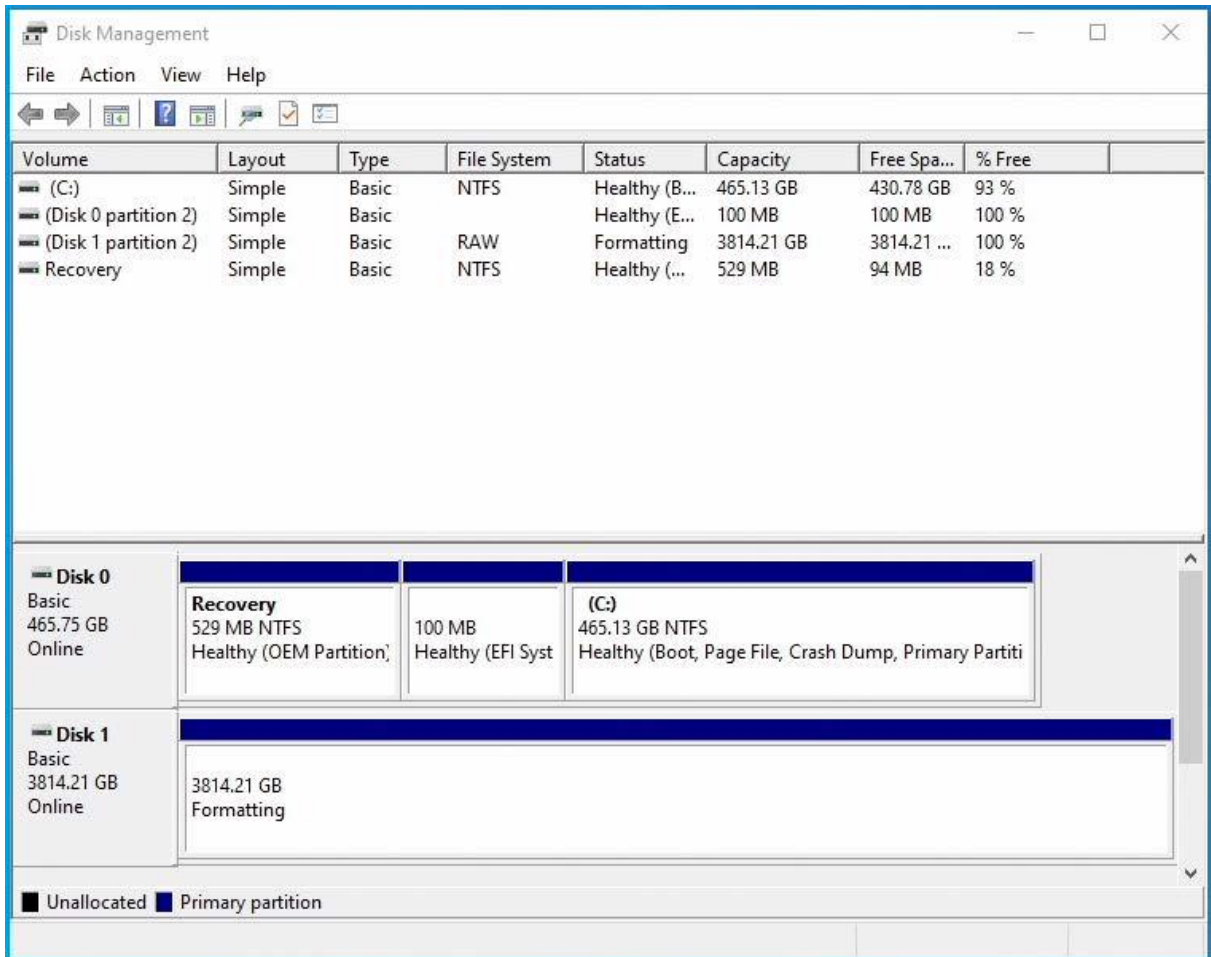 Disk Management
File Action View Help
Volume Layout Type File System Status Capacity Free Spa... % Free
(C:) Simple Basic NTFS Healthy (B... 465.13 GB 430.78 GB 93 %
(Disk 0 partition 2) Simple Basic Healthy (E... 100 MB 100 MB 100 %
(Disk 1 partition 2) Simple Basic RAW Formatting 3814.21 GB 3814.21 ... 100 %
Recovery Simple Basic NTFS Healthy (... 529 MB 94 MB 18 %
Disk 0
Basic
465.75 GB
Online
Recovery
529 MB NTFS
Healthy (OEM Partition)
100 MB
Healthy (EFI Syst
(C:)
465.13 GB NTFS
Healthy (Boot, Page File, Crash Dump, Primary Partiti
Disk 1
Basic
3814.21 GB
Online
3814.21 GB
Formatting
Unallocated Primary partition